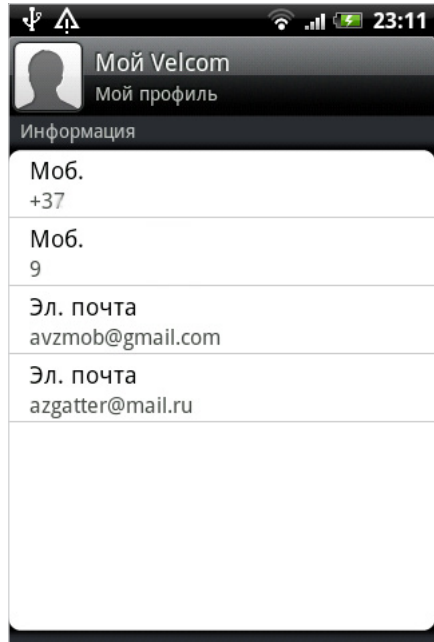 23:11
Мой Velcom
Мой профиль
Информация
Моб.
+37
Моб.
9
Эл. почта
avzmob@gmail.com
Эл. почта
azgatter@mail.ru